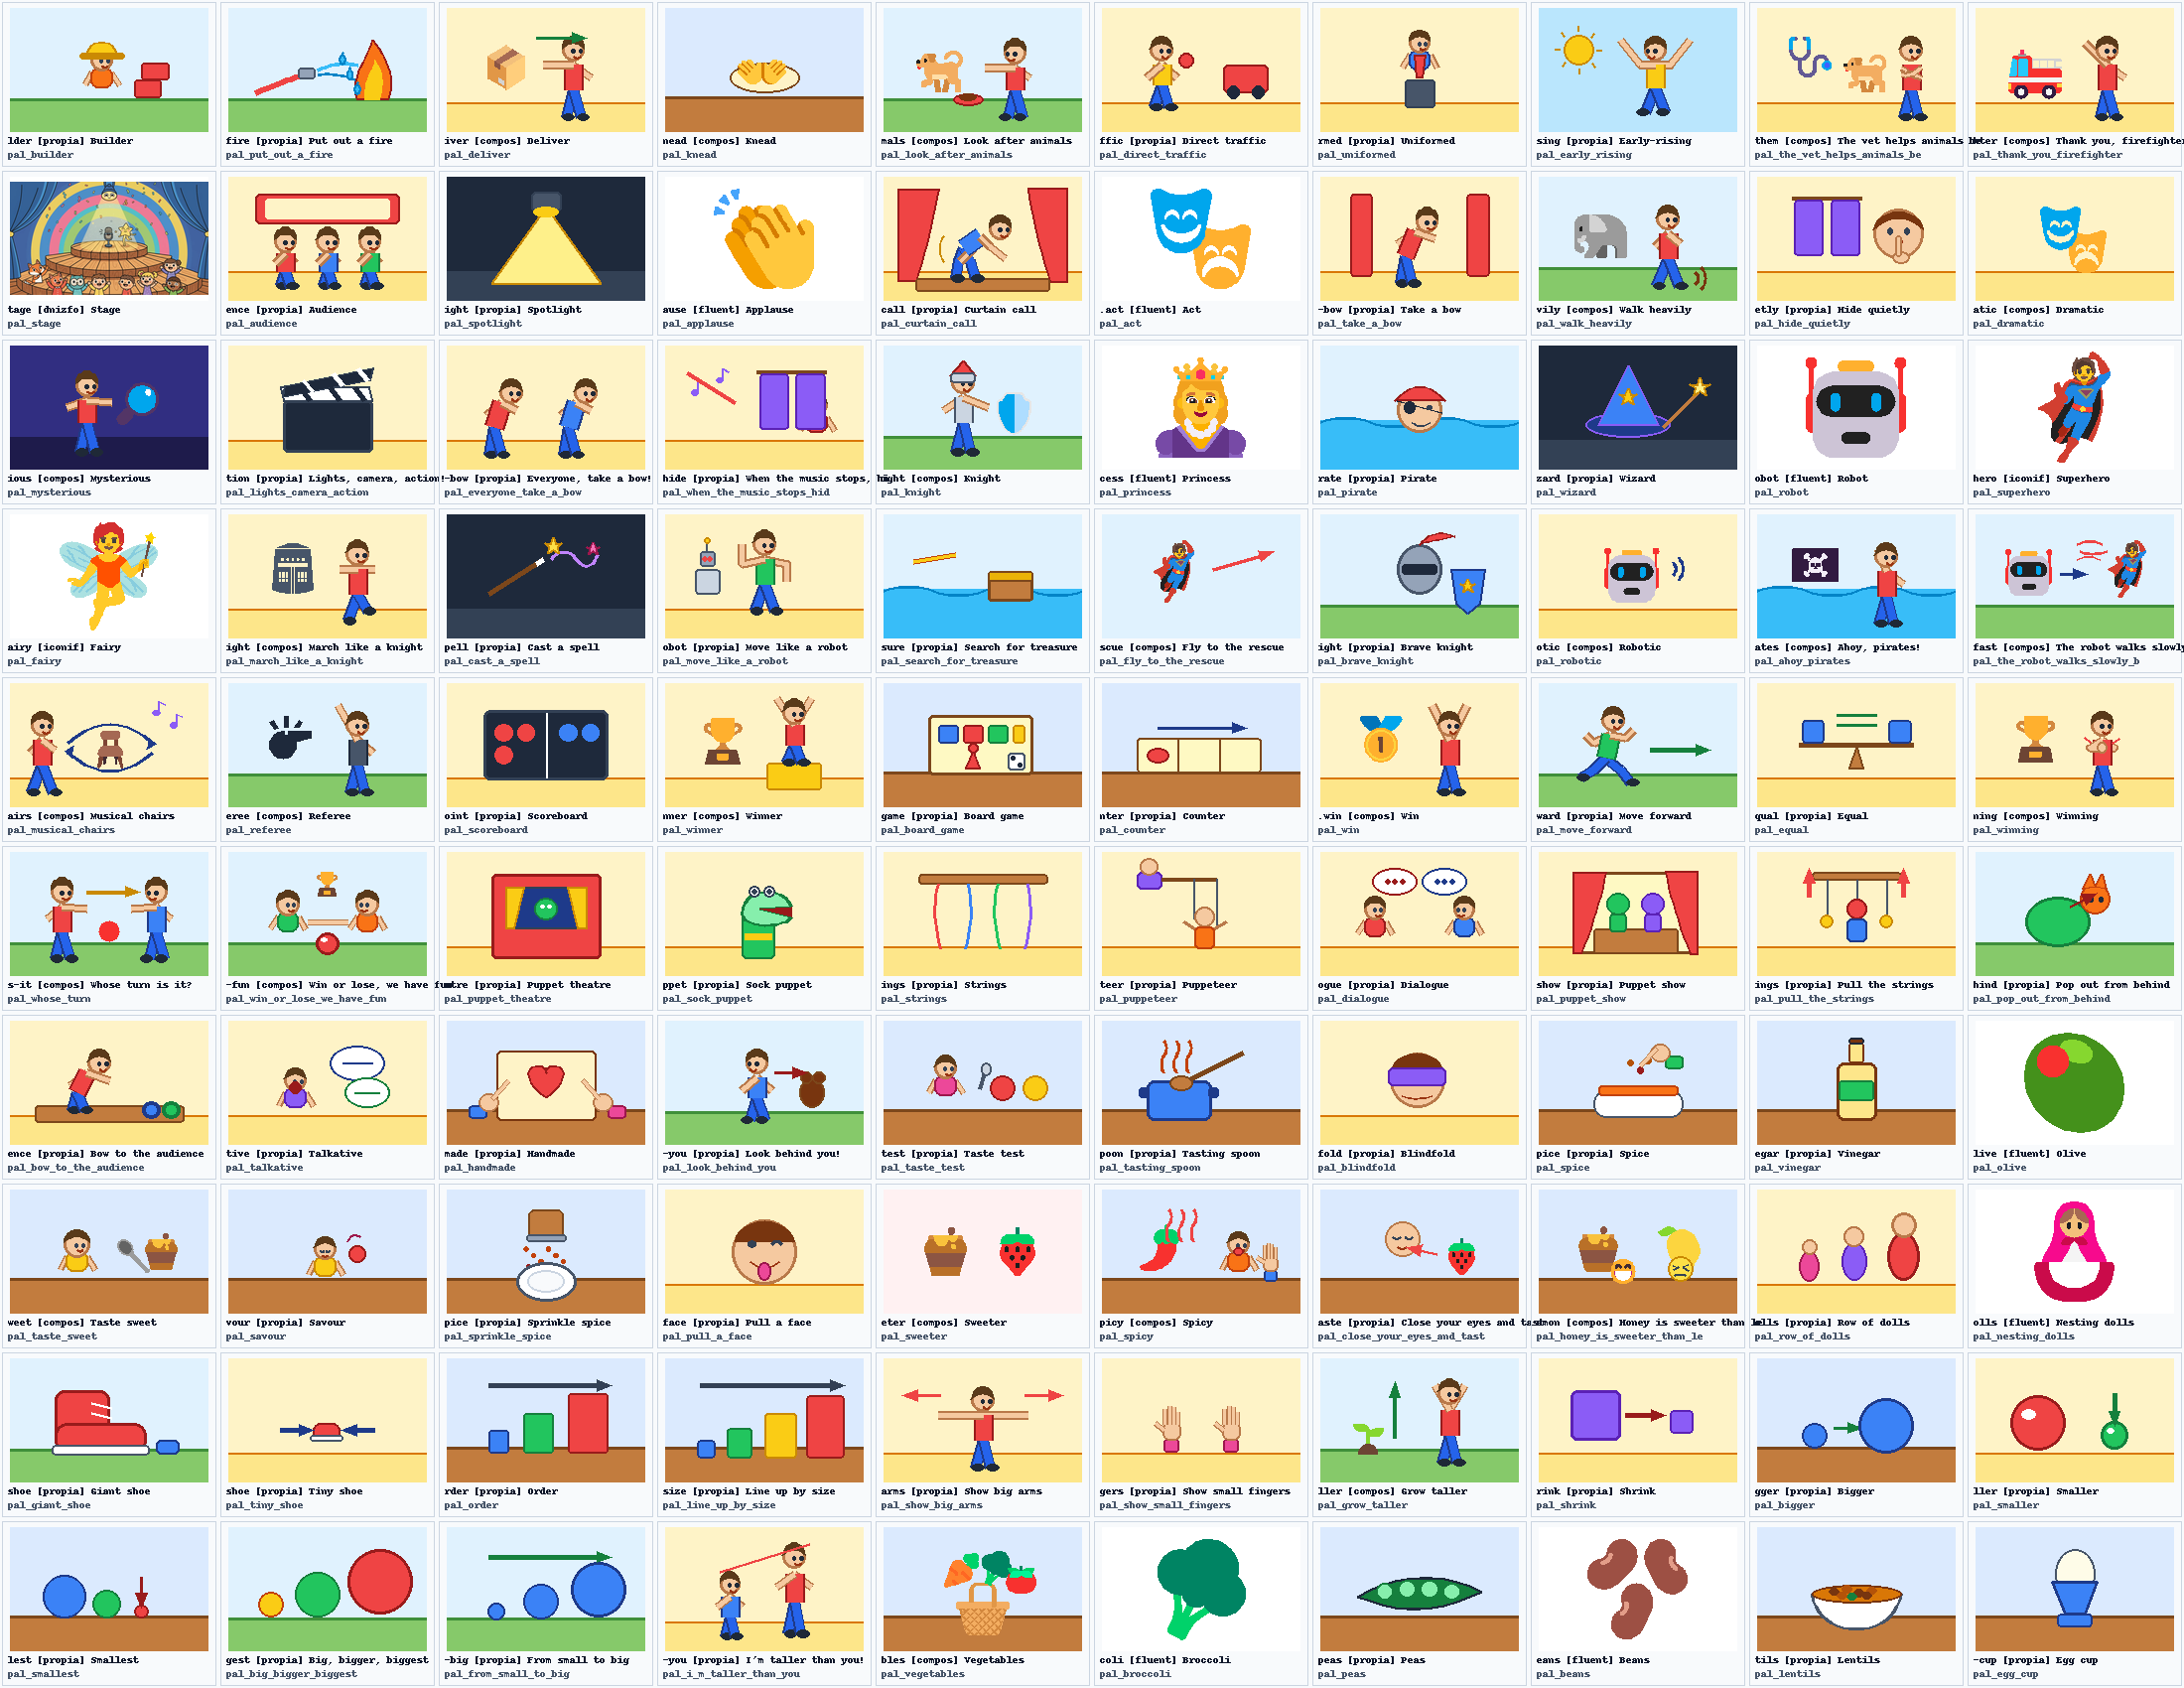 lder [propia] Builder
pal_builder
fire [propia] Put out a fire
pal_put_out_a_fire
iver [compos] Deliver
pal_deliver
nead [compos] Knead
pal_knead
mals [compos] Look after animals
pal_look_after_animals
ffic [propia] Direct traffic
pal_direct_traffic
rmed [propia] Uniformed
pal_uniformed
sing [propia] Early-rising
pal_early_rising
them [compos] The vet helps animals
pal_the_vet_helps_animals_be
hter [compos] Thank you, firefighter
pal_thank_you_firefighter
tage [dnizfo] Stage
pal_stage
ence [propia] Audience
pal_audience
ight [propia] Spotlight
pal_spotlight
ause [fluent] Applause
pal_applause
call [propia] Curtain call
pal_curtain_call
.act [fluent] Act
pal_act
-bow [propia] Take a bow
pal_take_a_bow
vily [compos] Walk heavily
pal_walk_heavily
etly [propia] Hide quietly
pal_hide_quietly
atic [compos] Dramatic
pal_dramatic
ious [compos] Mysterious
pal_mysterious
tion [propia] Lights, camera, action!
pal_lights_camera_action
-bow [propia] Everyone, take a bow!
pal_everyone_take_a_bow
hide [propia] When the music stops,
pal_when_the_music_stops_hid
ight [compos] Knight
pal_knight
cess [fluent] Princess
pal_princess
rate [propia] Pirate
pal_pirate
zard [propia] Wizard
pal_wizard
obot [fluent] Robot
pal_robot
hero [iconif] Superhero
pal_superhero
airy [iconif] Fairy
pal_fairy
ight [compos] March like a knight
pal_march_like_a_knight
pell [propia] Cast a spell
pal_cast_a_spell
obot [propia] Move like a robot
pal_move_like_a_robot
sure [propia] Search for treasure
pal_search_for_treasure
scue [compos] Fly to the rescue
pal_fly_to_the_rescue
ight [propia] Brave knight
pal_brave_knight
otic [compos] Robotic
pal_robotic
ates [compos] Ahoy, pirates!
pal_ahoy_pirates
fast [compos] The robot walks slowly
pal_the_robot_walks_slowly_b
airs [compos] Musical chairs
pal_musical_chairs
eree [compos] Referee
pal_referee
oint [propia] Scoreboard
pal_scoreboard
nner [compos] Winner
pal_winner
game [propia] Board game
pal_board_game
nter [propia] Counter
pal_counter
1
.win [compos] Win
pal_win
ward [propia] Move forward
pal_move_forward
qual [propia] Equal
pal_equal
ning [compos] Winning
pal_winning
s-it [compos] Whose turn is it?
pal_whose_turn
-fun [compos] Win or lose, we have fun
pal_win_or_lose_we_have_fun
atre [propia] Puppet theatre
pal_puppet_theatre
ppet [propia] Sock puppet
pal_sock_puppet
ings [propia] Strings
pal_strings
teer [propia] Puppeteer
pal_puppeteer
ogue [propia] Dialogue
pal_dialogue
show [propia] Puppet show
pal_puppet_show
ings [propia] Pull the strings
pal_pull_the_strings
hind [propia] Pop out from behind
pal_pop_out_from_behind
ence [propia] Bow to the audience
pal_bow_to_the_audience
tive [propia] Talkative
pal_talkative
made [propia] Handmade
pal_handmade
-you [propia] Look behind you!
pal_look_behind_you
test [propia] Taste test
pal_taste_test
poon [propia] Tasting spoon
pal_tasting_spoon
fold [propia] Blindfold
pal_blindfold
pice [propia] Spice
pal_spice
egar [propia] Vinegar
pal_vinegar
live [fluent] Olive
pal_olive
weet [compos] Taste sweet
pal_taste_sweet
vour [propia] Savour
pal_savour
pice [propia] Sprinkle spice
pal_sprinkle_spice
face [propia] Pull a face
pal_pull_a_face
eter [compos] Sweeter
pal_sweeter
picy [compos] Spicy
pal_spicy
aste [propia] Close your eyes and
pal_close_your_eyes_and_tast
mon [compos] Honey is sweeter than
pal_honey_is_sweeter_than_le
olls [propia] Row of dolls
pal_row_of_dolls
olls [fluent] Nesting dolls
pal_nesting_dolls
shoe [propia] Giant shoe
pal_giant_shoe
shoe [propia] Tiny shoe
pal_tiny_shoe
rder [propia] Order
pal_order
size [propia] Line up by size
pal_line_up_by_size
arms [propia] Show big arms
pal_show_big_arms
gers [propia] Show small fingers
pal_show_small_fingers
ller [compos] Grow taller
pal_grow_taller
rink [propia] Shrink
pal_shrink
gger [propia] Bigger
pal_bigger
ller [propia] Smaller
pal_smaller
lest [propia] Smallest
pal_smallest
gest [propia] Big, bigger, biggest
pal_big_bigger_biggest
-big [propia] From small to big
pal_from_small_to_big
-you [propia] I'm taller than you!
pal_i_m_taller_than_you
bles [compos] Vegetables
pal_vegetables
coli [fluent] Broccoli
pal_broccoli
peas [propia] Peas
pal_peas
eans [fluent] Beans
pal_beans
tils [propia] Lentils
pal_lentils
-cup [propia] Egg cup
pal_egg_cup